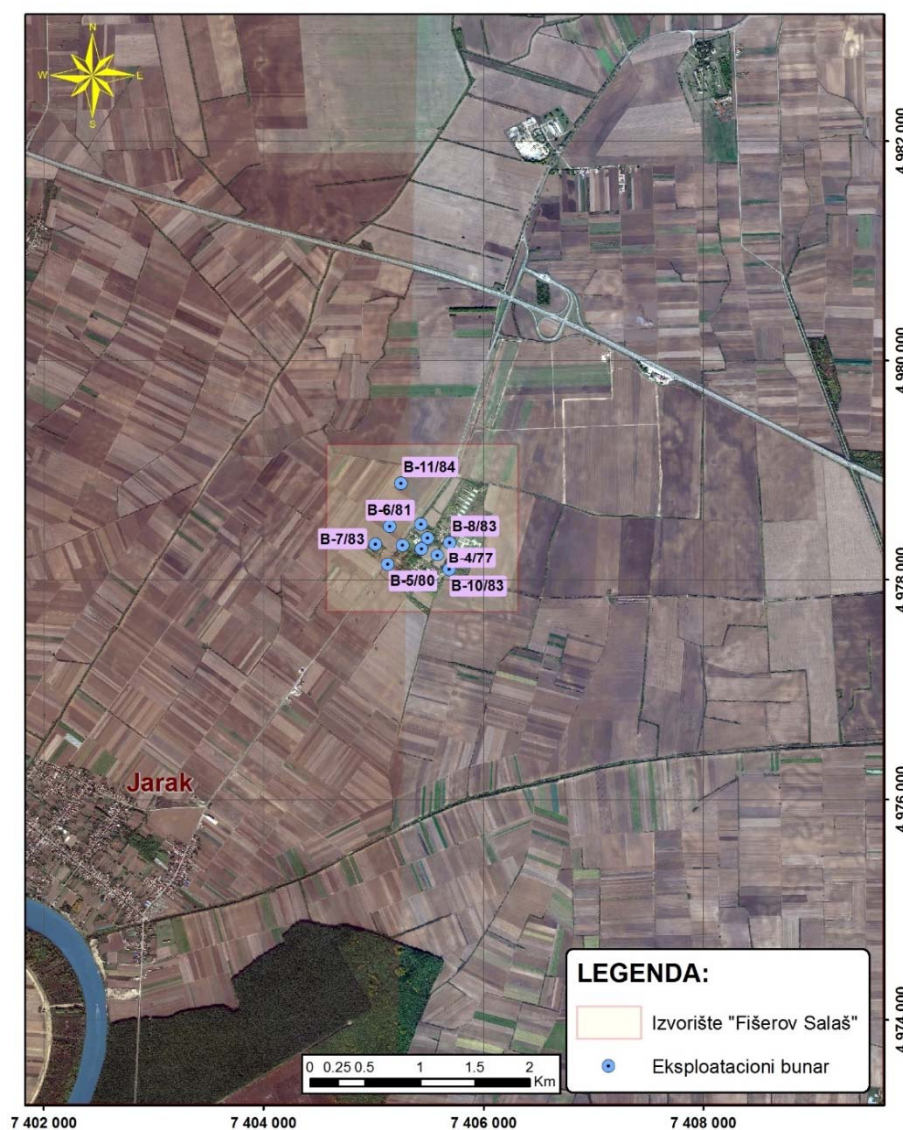 N
W
E
S
4 982 000
4 980 000
B-11/84
B-6/81
B-8/83
B-7/83
B-4/77
B-5/80
B-10/83
4 978 000
Jarak
4 976 000
LEGENDA:
Izvorište "Fišerov Salaš"
Eksploatacioni bunar
4 974 000
0 0.25 0.5 1 1.5 2
Km
7 402 000 7 404 000 7 406 000 7 408 000